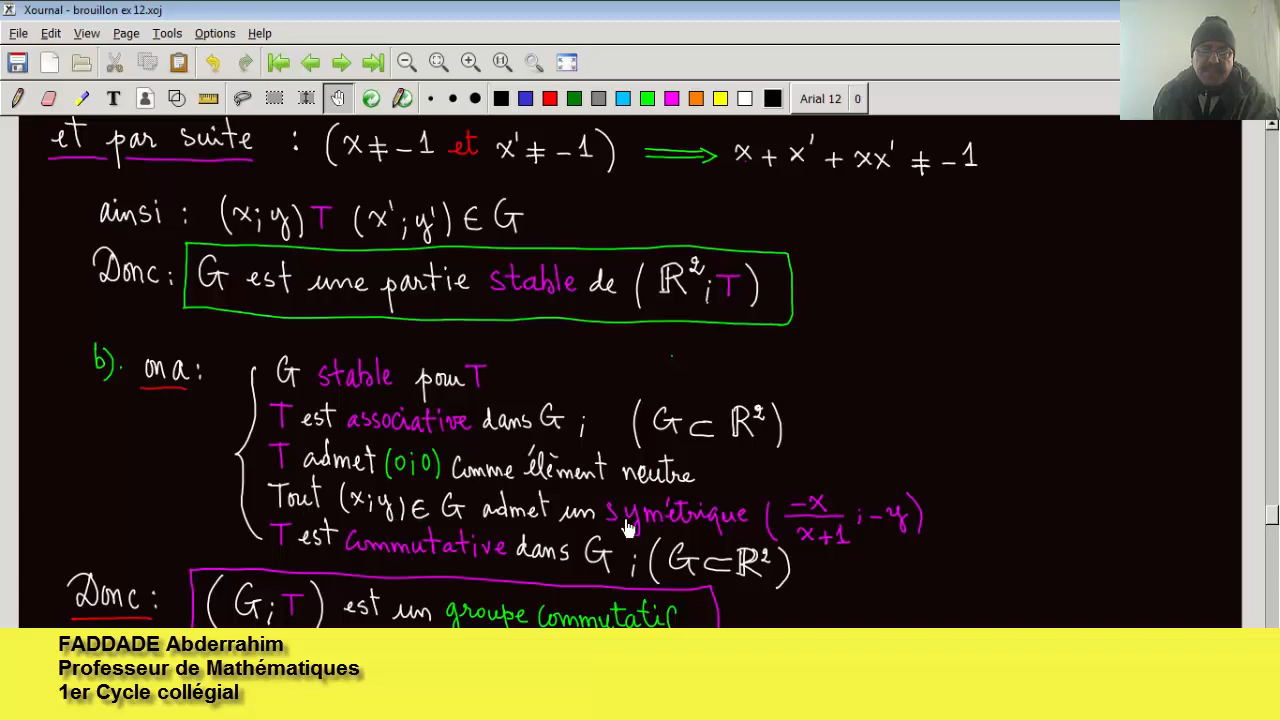 Xournal - brouillon ex12.xoj
File Edit View Page Tools Options Help
Arial 12 0
et par suite : (x ≠ -1 et x' ≠ -1) ⟹ x + x' + xx' ≠ -1
ainsi : (x;y) T (x';y') ∈ G
Donc: G est une partie stable de (ℝ²;T)
b). on a: G stable pour T
T est associative dans G ; (G ⊂ ℝ²)
T admet (0;0) comme élèment neutre
Tout (x;y) ∈ G admet un symétrique (-x/x+1 ; -y)
T est commutative dans G ; (G ⊂ ℝ²)
Donc: (G;T) est un groupe commutatif
FADDADE Abderrahim
Professeur de Mathématiques
1er Cycle collégial